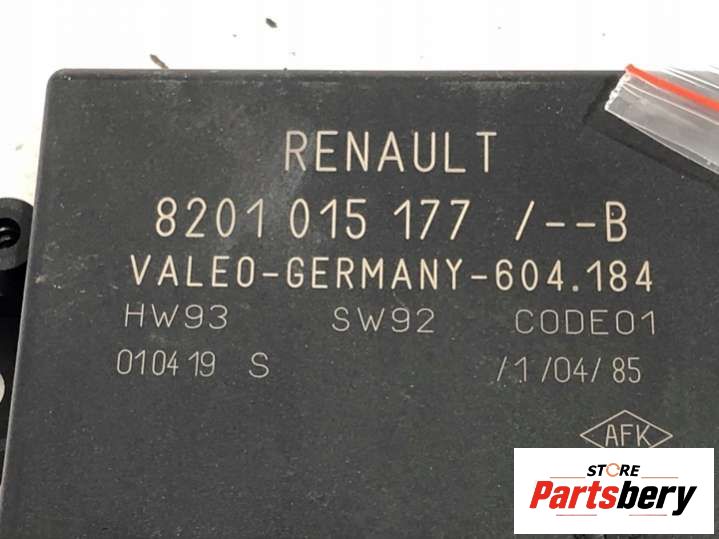 RENAULT
8201 015 177 /--B
VALEO-GERMANY-604.184
HW93 SW92 CODE01
010419 S /1/04/85
AFK
STORE
Partsbery